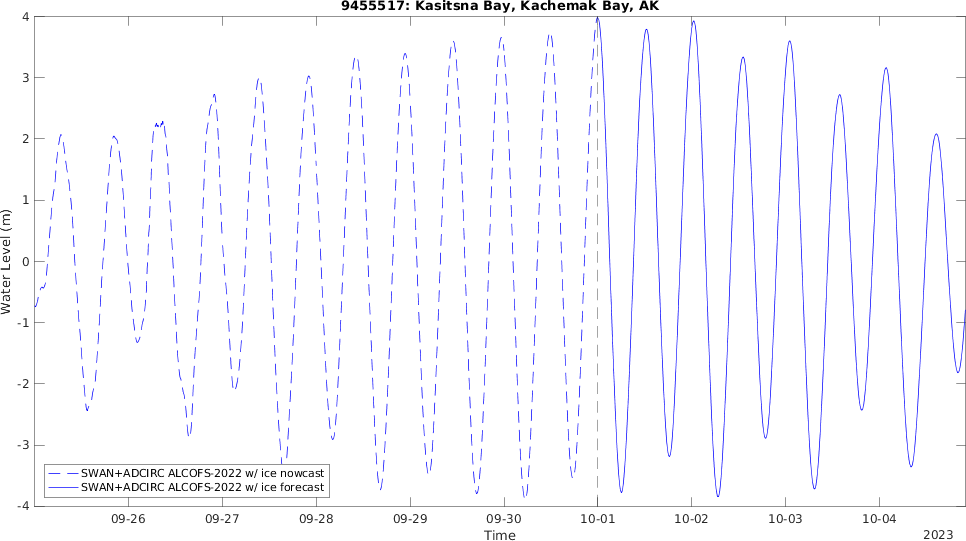 9455517: Kasitsna Bay, Kachemak Bay, AK
4
3
2
1
0
-1
-2
-3
-4
Water Level (m)
SWAN+ADCIRC ALCOFS-2022 w/ ice nowcast
SWAN+ADCIRC ALCOFS-2022 w/ ice forecast
09-26 09-27 09-28 09-29 09-30 10-01 10-02 10-03 10-04
Time
2023